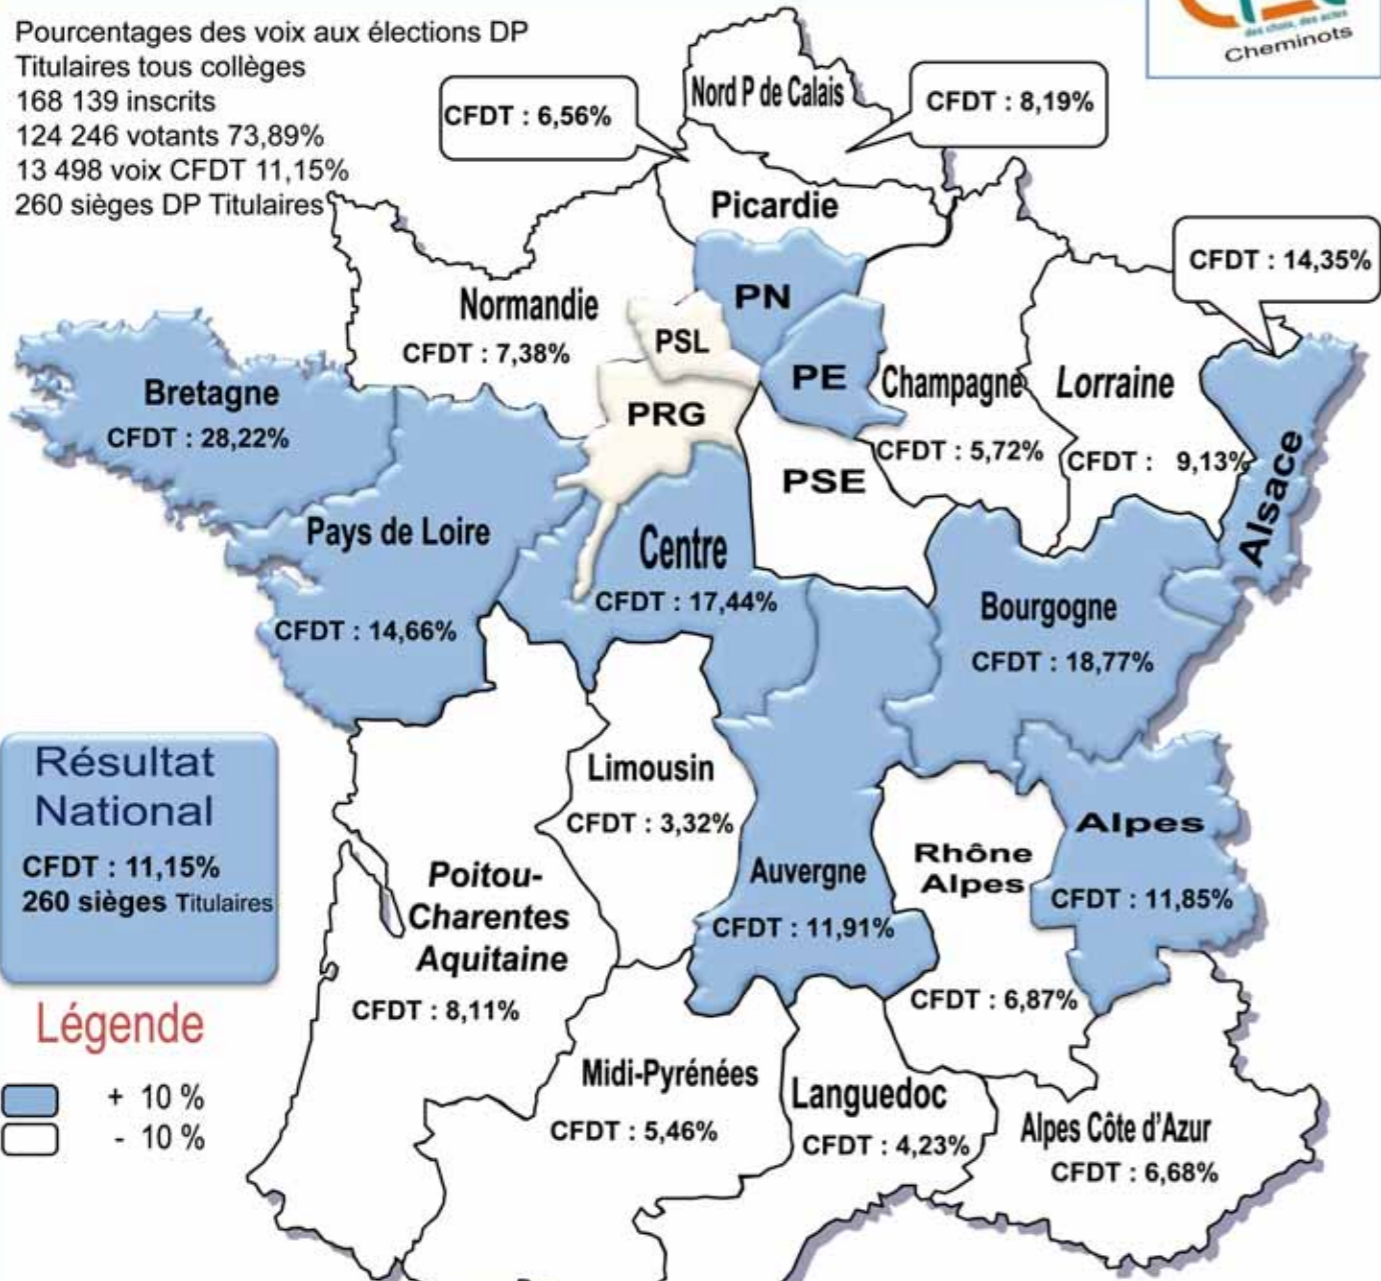 Pourcentages des voix aux élections DP
Titulaires tous collèges
168 139 inscrits
124 246 votants 73,89%
13 498 voix CFDT 11,15%
260 sièges DP Titulaires
des choix, des actes
Cheminots
Nord P de Calais
CFDT : 6,56%
CFDT : 8,19%
Picardie
CFDT : 14,35%
Normandie
CFDT : 7,38%
PN
PSL
PE
PRG
PSE
Champagne
CFDT : 5,72%
Lorraine
CFDT : 9,13%
Alsace
Bretagne
CFDT : 28,22%
Pays de Loire
CFDT : 14,66%
Centre
CFDT : 17,44%
Bourgogne
CFDT : 18,77%
Résultat
National
CFDT : 11,15%
260 sièges Titulaires
Limousin
CFDT : 3,32%
Auvergne
CFDT : 11,91%
Rhône
Alpes
CFDT : 6,87%
Alpes
CFDT : 11,85%
Poitou-
Charentes
Aquitaine
CFDT : 8,11%
Légende
+ 10 %
- 10 %
Midi-Pyrénées
CFDT : 5,46%
Languedoc
CFDT : 4,23%
Alpes Côte d'Azur
CFDT : 6,68%